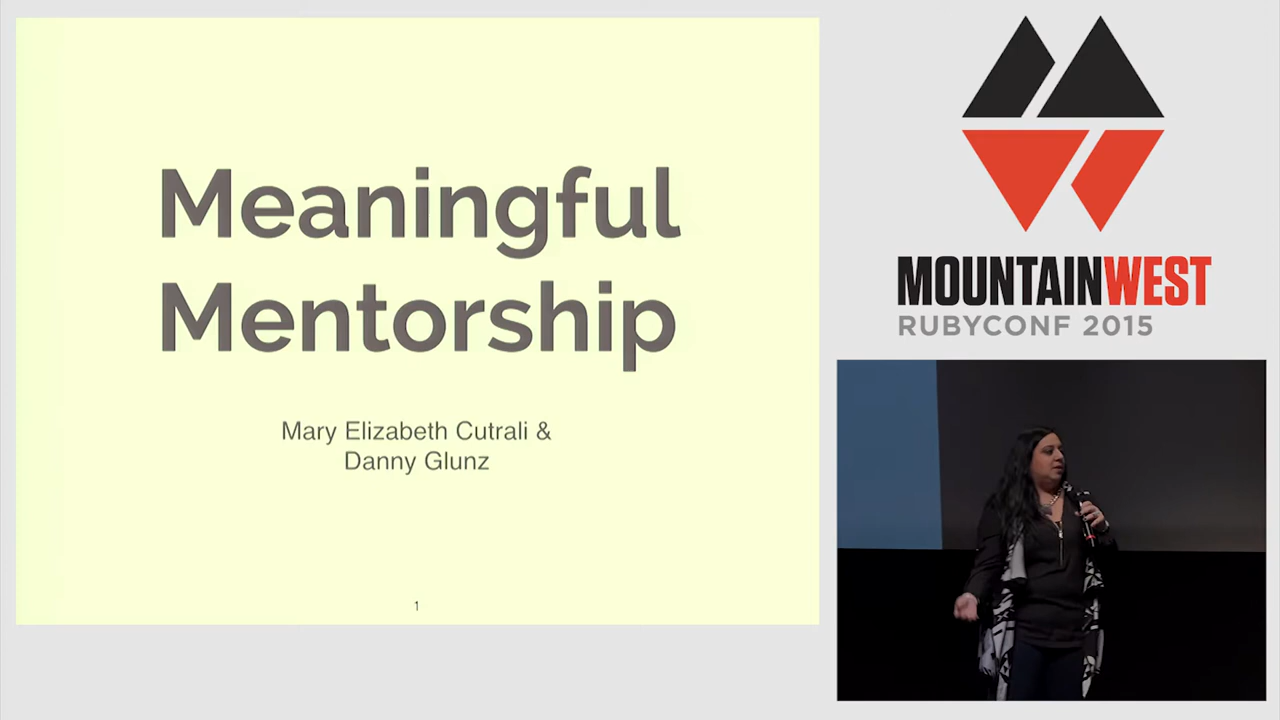 Meaningful
Mentorship
Mary Elizabeth Cutrali &
Danny Glunz
1
MOUNTAINWEST
RUBYCONF 2015